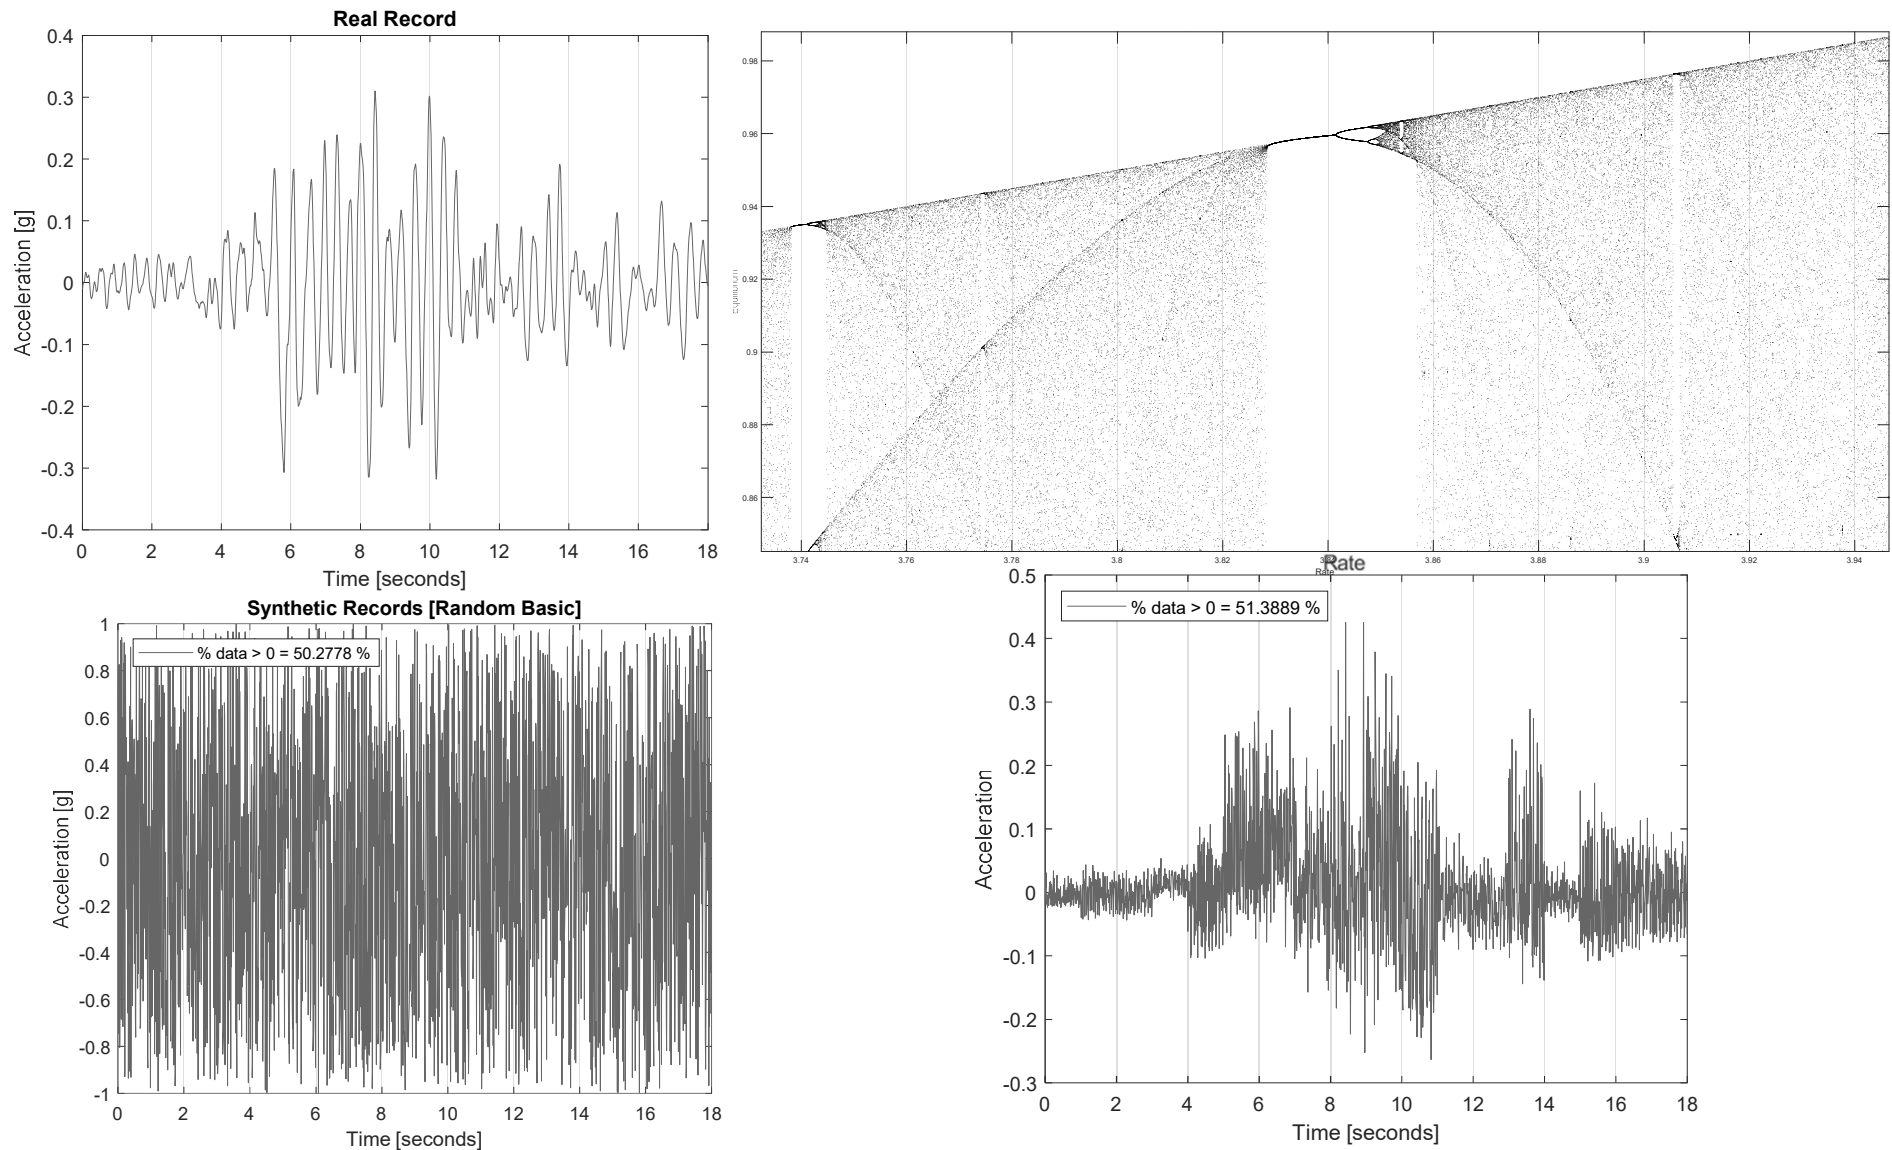 Real Record
0.4
0.3
0.2
0.1
0
-0.1
-0.2
-0.3
-0.4
Acceleration [g]
0 2 4 6 8 10 12 14 16 18
Time [seconds]
0.98
0.96
0.94
0.92
0.9
0.88
0.86
3.74 3.76 3.78 3.8 3.82 3.86 3.88 3.9 3.92 3.94
Rate
Rate
Synthetic Records [Random Basic]
% data > 0 = 50.2778 %
1
0.8
0.6
0.4
0.2
0
-0.2
-0.4
-0.6
-0.8
-1
Acceleration [g]
0 2 4 6 8 10 12 14 16 18
Time [seconds]
% data > 0 = 51.3889 %
0.5
0.4
0.3
0.2
0.1
0
-0.1
-0.2
-0.3
Acceleration
0 2 4 6 8 10 12 14 16 18
Time [seconds]